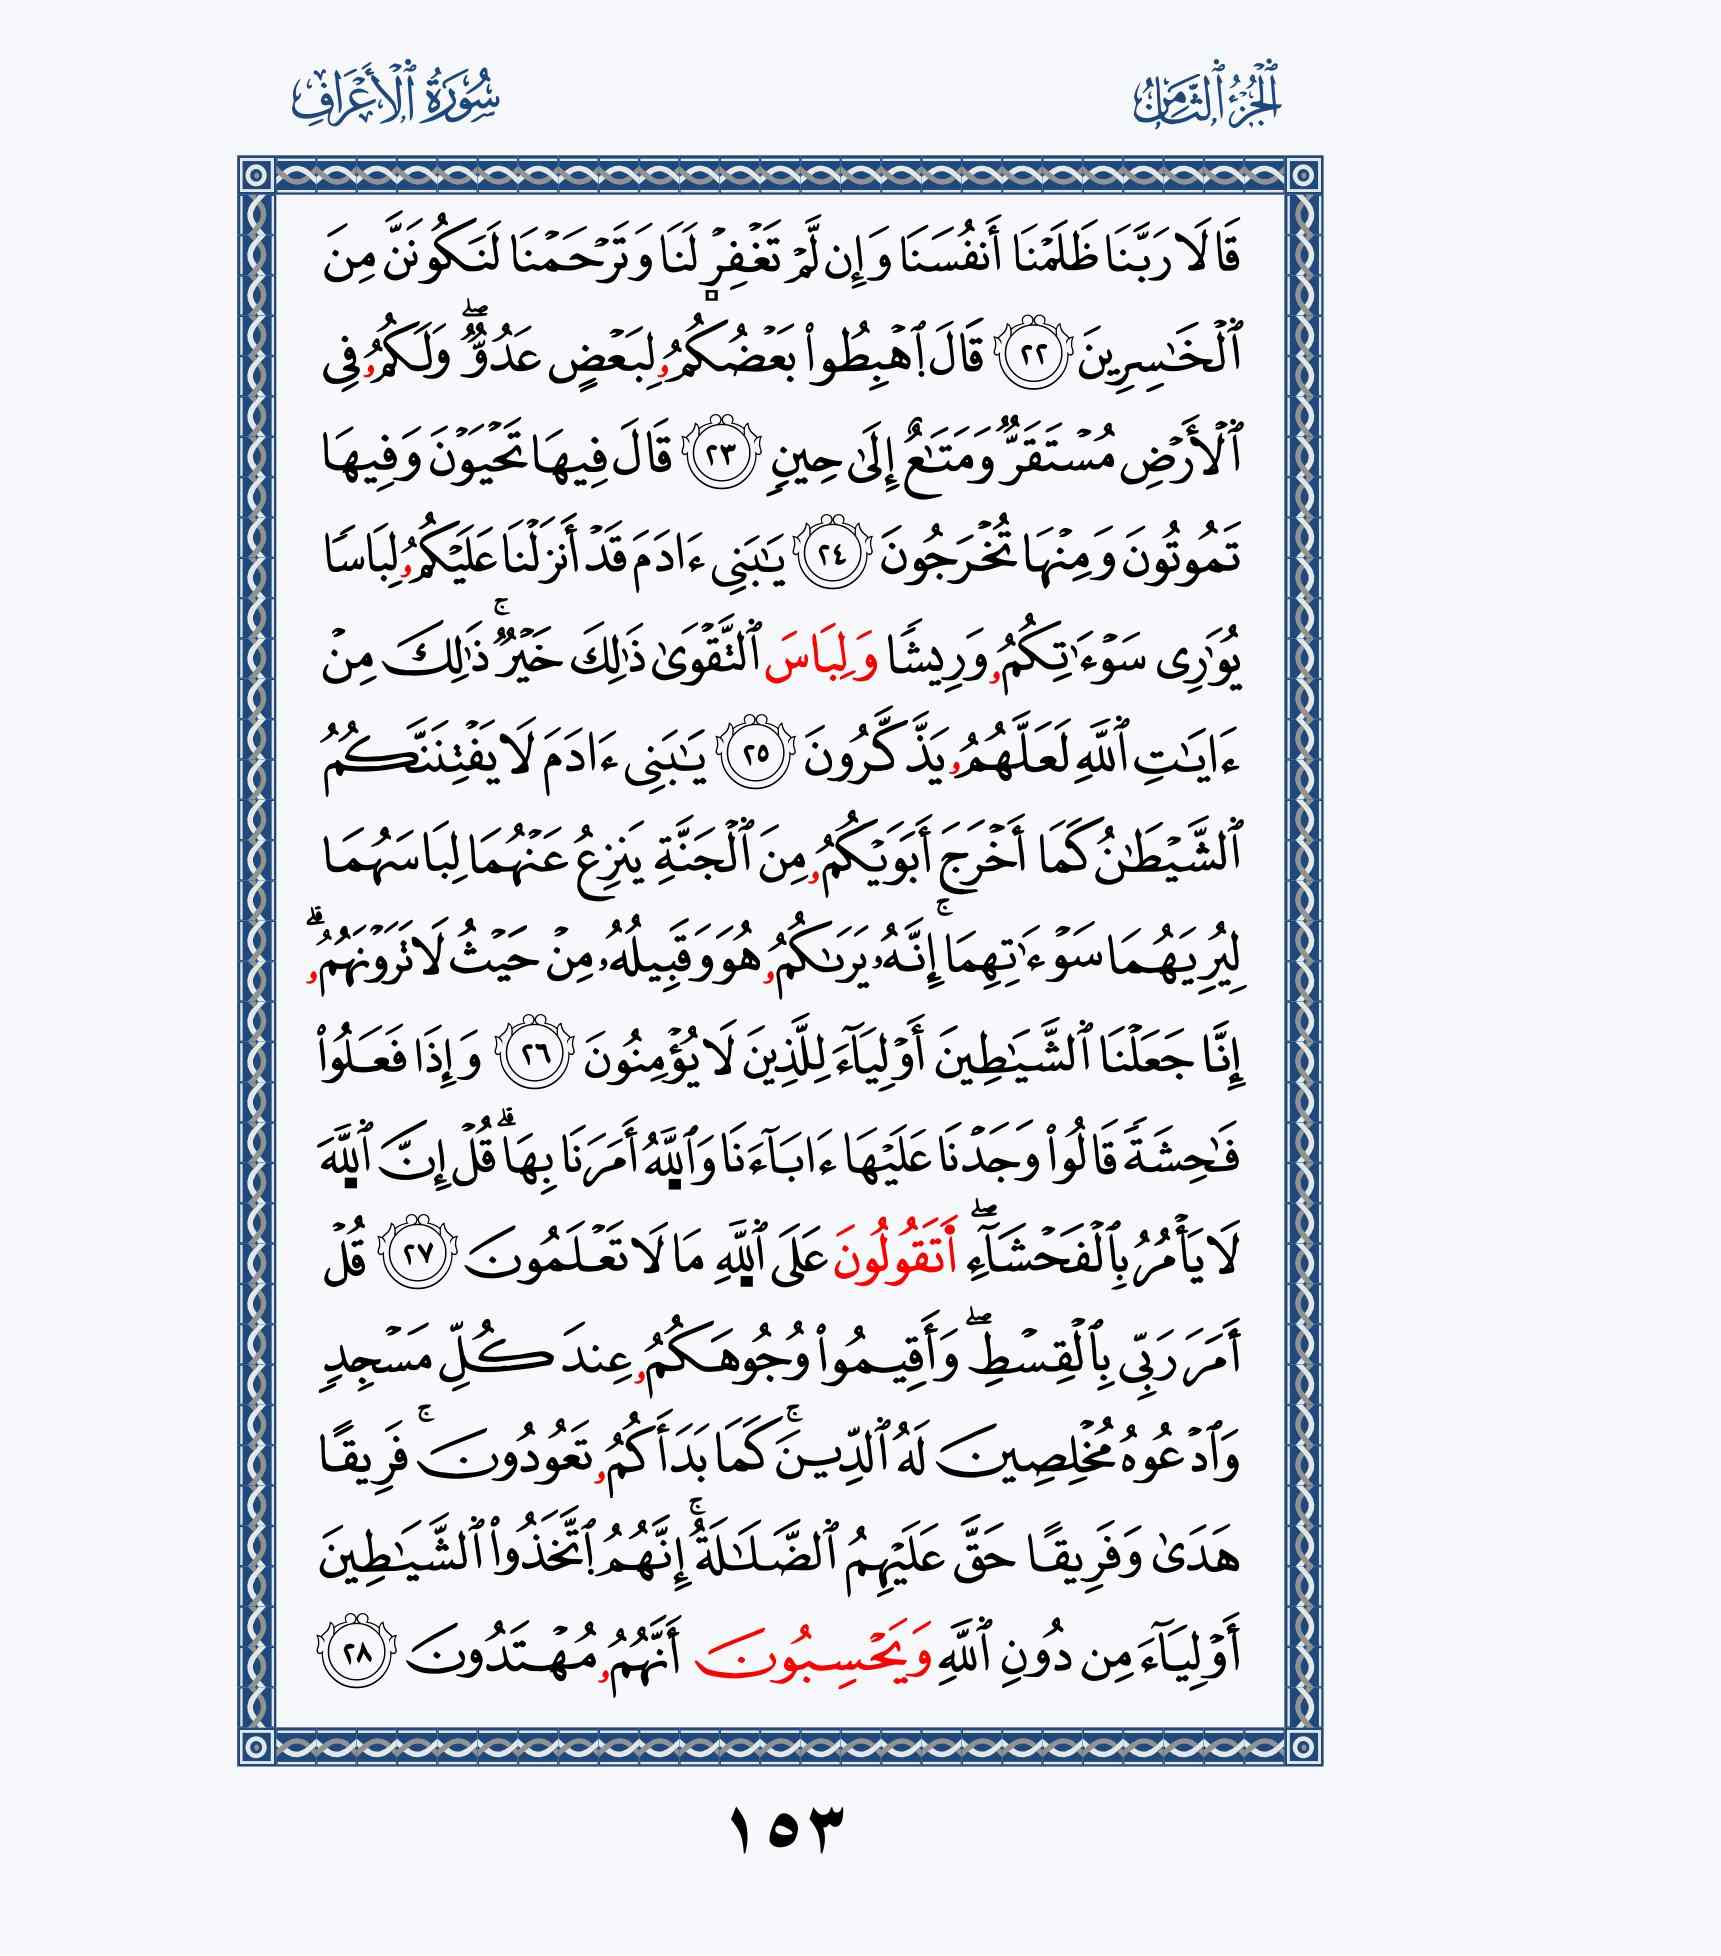 ٱلۡجُزۡءُ ٱلثَّامِنُ
سُورَةُ ٱلۡأَعۡرَافِ
قَالَا رَبَّنَا ظَلَمۡنَا أَنفُسَنَا وَإِن لَّمۡ تَغۡفِرۡ لَنَا وَتَرۡحَمۡنَا لَنَكُونَنَّ مِنَ
ٱلۡخَٰسِرِينَ ٢٢ قَالَ ٱهۡبِطُواْ بَعۡضُكُمُۥ لِبَعۡضٍ عَدُوّٞۖ وَلَكُمُۥ فِي
ٱلۡأَرۡضِ مُسۡتَقَرّٞ وَمَتَٰعٌ إِلَىٰ حِينٖ ٢٣ قَالَ فِيهَا تَحۡيَوۡنَ وَفِيهَا
تَمُوتُونَ وَمِنۡهَا تُخۡرَجُونَ ٢٤ يَٰبَنِي ءَادَمَ قَدۡ أَنزَلۡنَا عَلَيۡكُمُۥ لِبَاسٗا
يُوَٰرِي سَوۡءَٰتِكُمُۥ وَرِيشٗا وَلِبَاسَ ٱلتَّقۡوَىٰ ذَٰلِكَ خَيۡرٞۚ ذَٰلِكَ مِنۡ
ءَايَٰتِ ٱللَّهِ لَعَلَّهُمُۥ يَذَّكَّرُونَ ٢٥ يَٰبَنِي ءَادَمَ لَا يَفۡتِنَنَّكُمُ
ٱلشَّيۡطَٰنُ كَمَا أَخۡرَجَ أَبَوَيۡكُمُۥ مِنَ ٱلۡجَنَّةِ يَنزِعُ عَنۡهُمَا لِبَاسَهُمَا
لِيُرِيَهُمَا سَوۡءَٰتِهِمَاۚ إِنَّهُۥ يَرَىٰكُمُۥ هُوَ وَقَبِيلُهُۥ مِنۡ حَيۡثُ لَا تَرَوۡنَهُمُۥۗ
إِنَّا جَعَلۡنَا ٱلشَّيَٰطِينَ أَوۡلِيَآءَ لِلَّذِينَ لَا يُؤۡمِنُونَ ٢٦ وَإِذَا فَعَلُواْ
فَٰحِشَةٗ قَالُواْ وَجَدۡنَا عَلَيۡهَا ءَابَآءَنَا وَٱللَّهُ أَمَرَنَا بِهَاۗ قُلۡ إِنَّ ٱللَّهَ
لَا يَأۡمُرُ بِٱلۡفَحۡشَآءِۖ أَتَقُولُونَ عَلَى ٱللَّهِ مَا لَا تَعۡلَمُونَ ٢٧ قُلۡ
أَمَرَ رَبِّي بِٱلۡقِسۡطِۖ وَأَقِيمُواْ وُجُوهَكُمُۥ عِندَ كُلِّ مَسۡجِدٖ
وَٱدۡعُوهُ مُخۡلِصِينَ لَهُ ٱلدِّينَۚ كَمَا بَدَأَكُمُۥ تَعُودُونَۚ فَرِيقًا
هَدَىٰ وَفَرِيقًا حَقَّ عَلَيۡهِمُ ٱلضَّلَٰلَةُۚ إِنَّهُمُ ٱتَّخَذُواْ ٱلشَّيَٰطِينَ
أَوۡلِيَآءَ مِن دُونِ ٱللَّهِ وَيَحۡسِبُونَ أَنَّهُمُۥ مُهۡتَدُونَ ٢٨
١٥٣